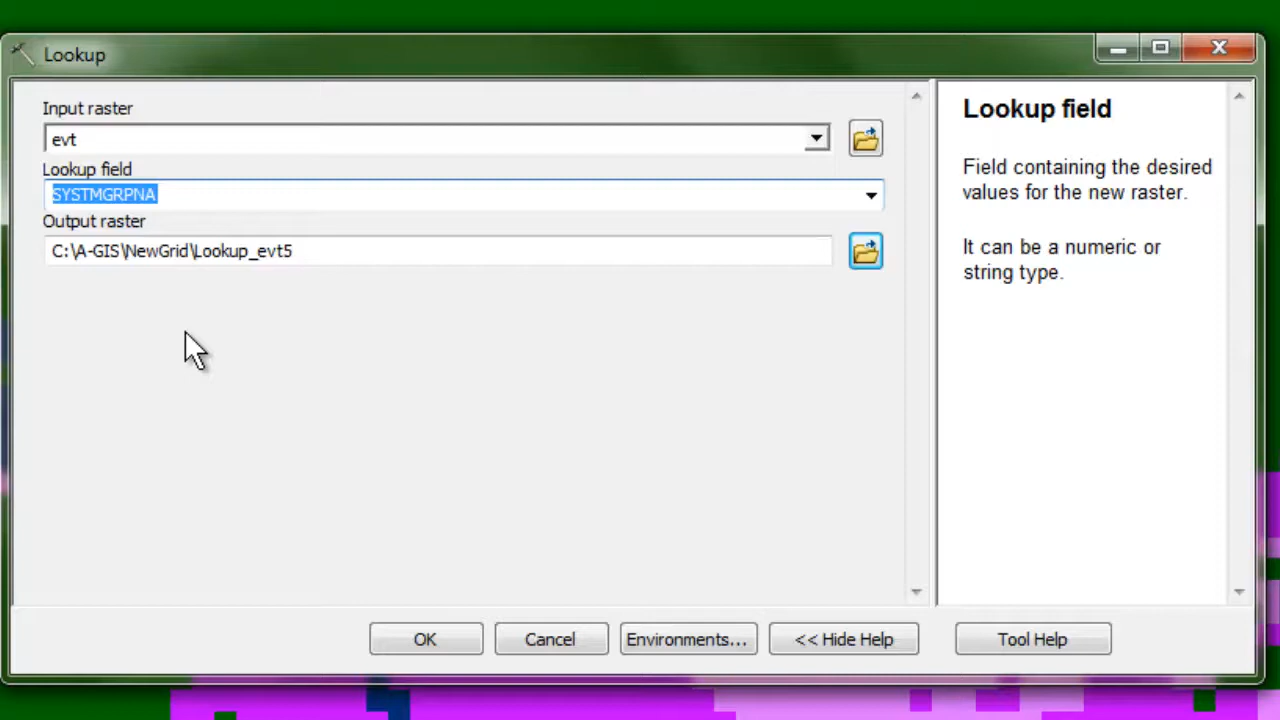 Lookup
Input raster
evt
Lookup field
SYSTMGRPNA
Output raster
C:\A-GIS\NewGrid\Lookup_evt5
OK
Cancel
Environments...
<< Hide Help
Lookup field
Field containing the desired
values for the new raster.
It can be a numeric or
string type.
Tool Help